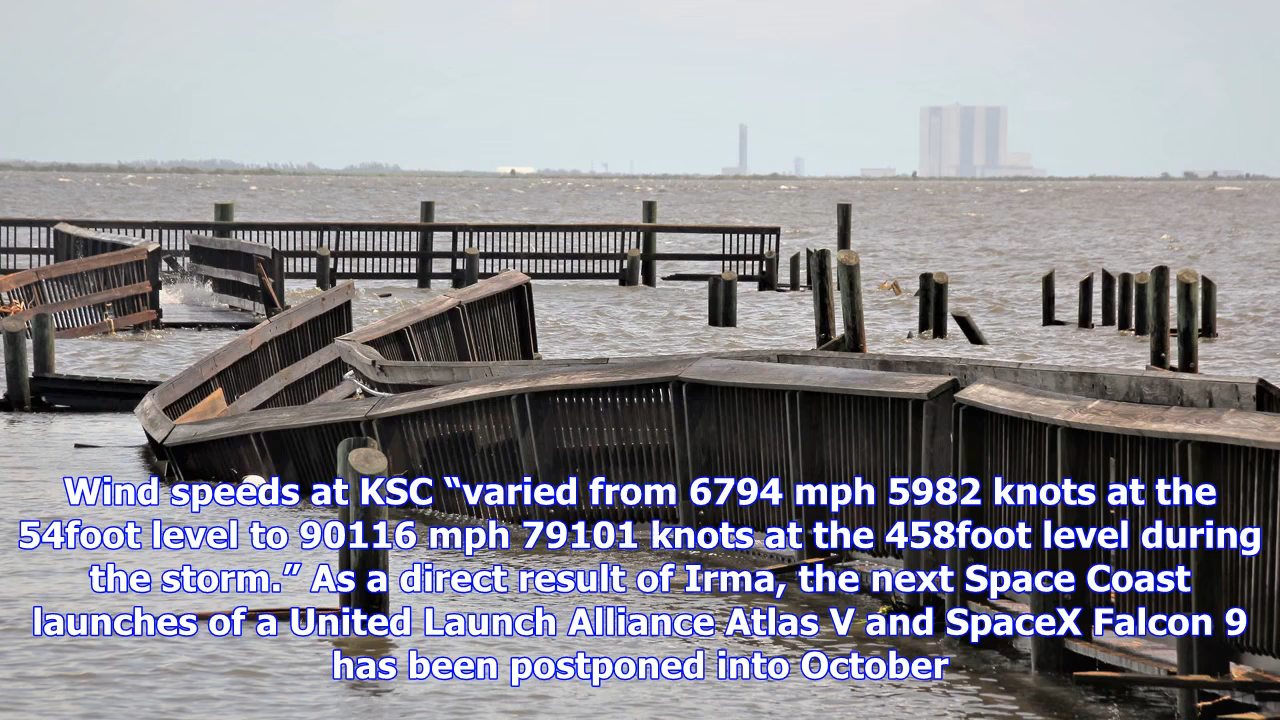 Wind speeds at KSC “varied from 6794 mph 5982 knots at the
54foot level to 90116 mph 79101 knots at the 458foot level during
the storm.” As a direct result of Irma, the next Space Coast
launches of a United Launch Alliance Atlas V and SpaceX Falcon 9
has been postponed into October